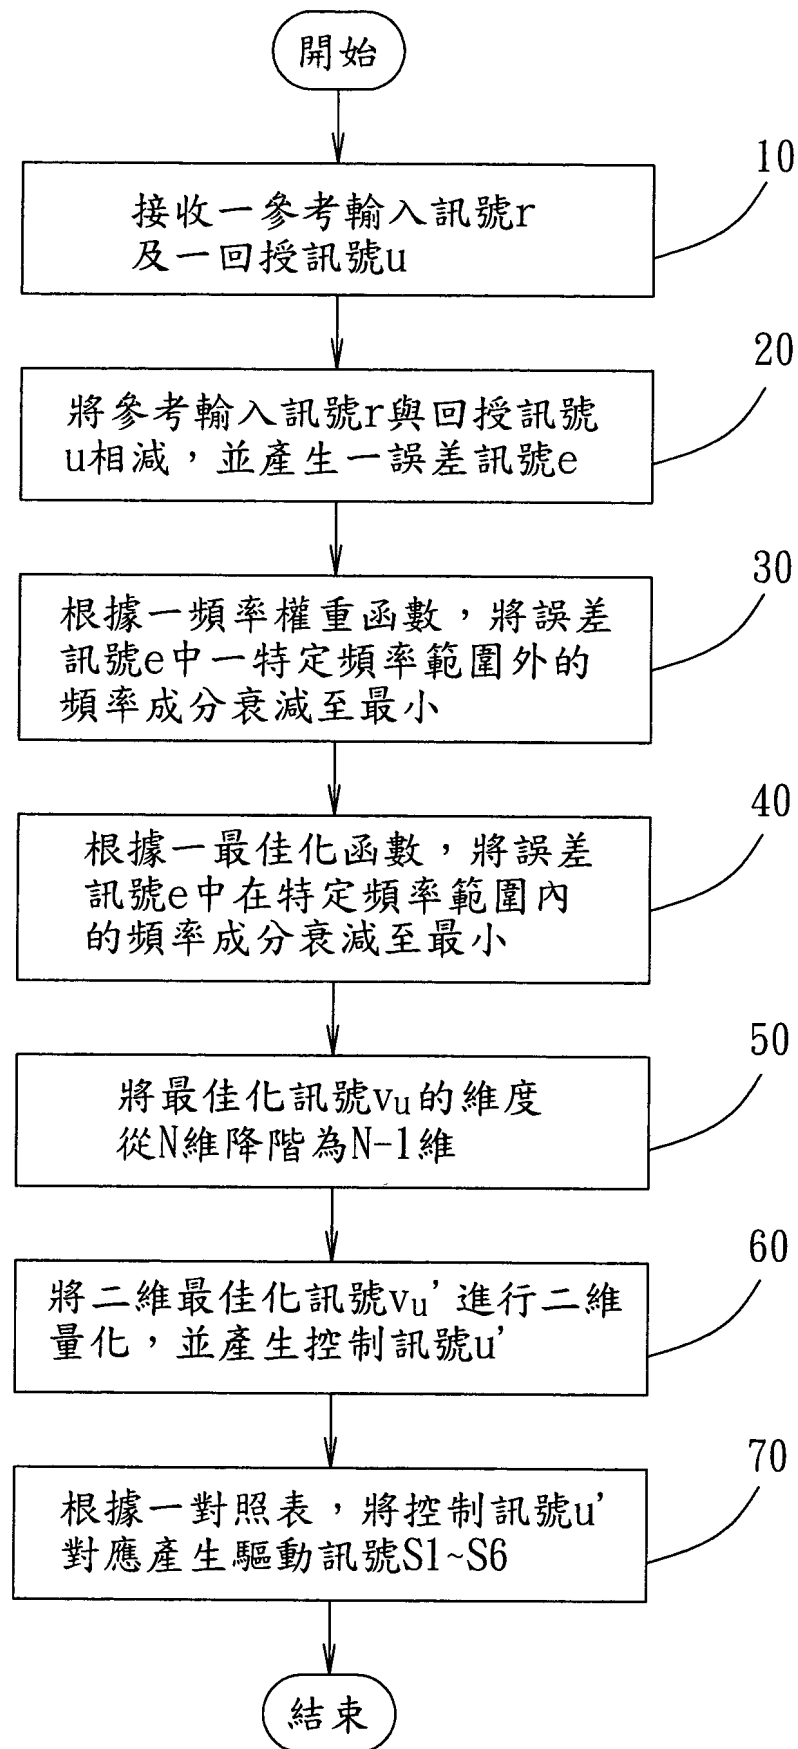 開始
10
接收一參考輸入訊號r
及一回授訊號u
20
將參考輸入訊號r與回授訊號
u相減，並產生一誤差訊號e
30
根據一頻率權重函數，將誤差
訊號e中一特定頻率範圍外的
頻率成分衰減至最小
40
根據一最佳化函數，將誤差
訊號e中在特定頻率範圍內
的頻率成分衰減至最小
50
將最佳化訊號vu的維度
從N維降階為N-1維
60
將二維最佳化訊號vu'進行二維
量化，並產生控制訊號u'
70
根據一對照表，將控制訊號u'
對應產生驅動訊號S1~S6
結束